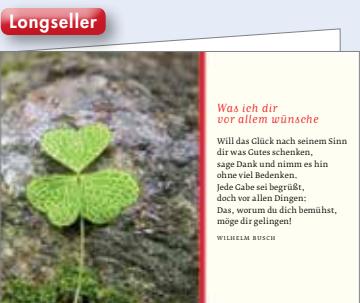 Longseller
Was ich dir
vor allem wünsche
Will das Glück nach seinem Sinn
dir was Gutes schenken,
sage Dank und nimm es hin
ohne viel Bedenken.
Jede Gabe sei begrüßt,
doch vor allen Dingen:
Das, worum du dich bemühst,
möge dir gelingen!
WILHELM BUSCH